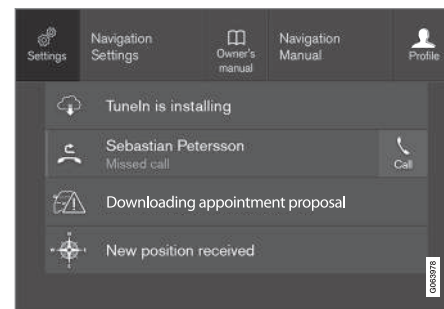 Settings
Navigation
Settings
Owner's
manual
Navigation
Manual
Profile
TuneIn is installing
Sebastian Petersson
Missed call
Call
Downloading appointment proposal
New position received
G063978